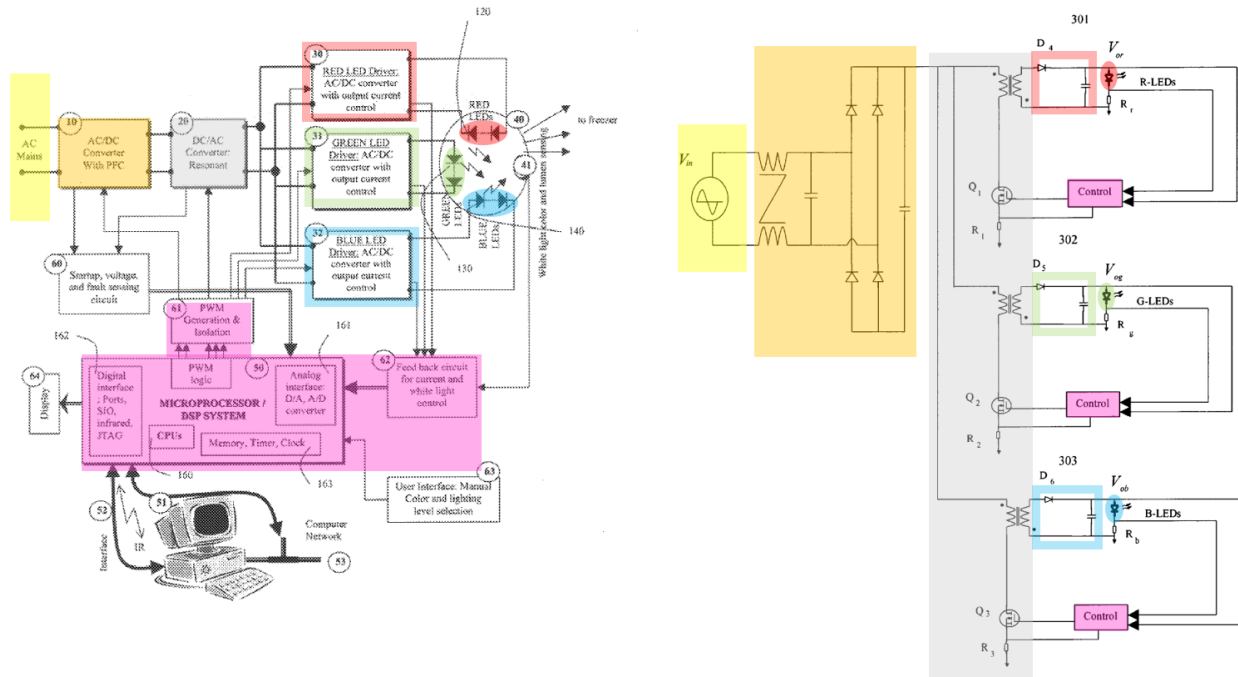 120
30
RED LED Driver:
AC/DC converter
with output current
control
AC
Mains
10
AC/DC
Converter
With PFC
20
DC/AC
Converter:
Resonant
RED
LEDs
40
to freezer
31
GREEN LED
Driver: AC/DC
converter with
output current
control
41
GREEN
LEDs
BLUE
LEDs
White light color and lumen sensing
140
130
32
BLUE LED
Driver: AC/DC
converter with
output current
control
60
Startup, voltage,
and fault sensing
circuit
61
PWM
Generation &
Isolation
162
161
PWM
logic
50
62
Feed back circuit
for current and
white light
control
64
Display
Digital
interface
: Ports,
SIO,
infrared,
JTAG
MICROPROCESSOR /
DSP SYSTEM
Analog
interface:
D/A, A/D
converter
CPUs
Memory, Timer, Clock
160
163
63
User Interface: Manual
Color and lighting
level selection
52
51
IR
Interface
Computer
Network
53
Vin
301
D4
Vor
R-LEDs
Rr
Q1
Control
R1
302
D5
Vog
G-LEDs
Rg
Q2
Control
R2
303
D6
Vob
B-LEDs
Rb
Q3
Control
R3